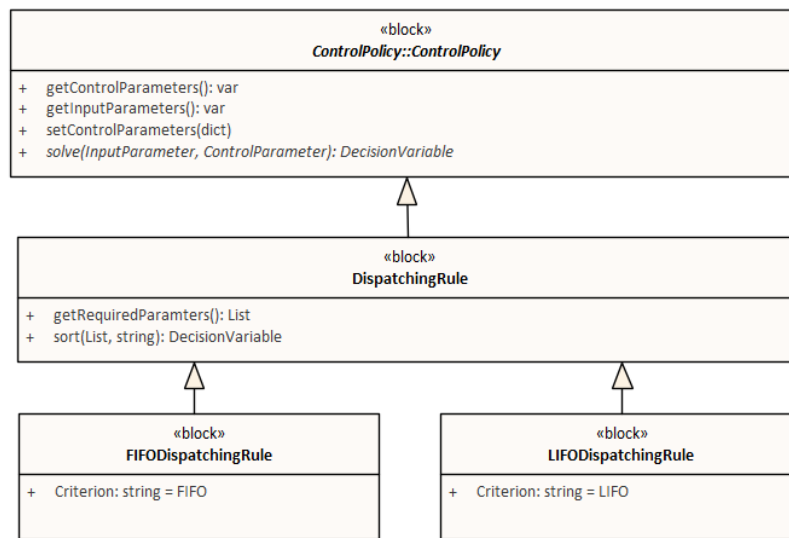 «block»
ControlPolicy::ControlPolicy
+ getControlParameters(): var
+ getInputParameters(): var
+ setControlParameters(dict)
+ solve(InputParameter, ControlParameter): DecisionVariable
«block»
DispatchingRule
+ getRequiredParamters(): List
+ sort(List, string): DecisionVariable
«block»
FIFODispatchingRule
+ Criterion: string = FIFO
«block»
LIFODispatchingRule
+ Criterion: string = LIFO